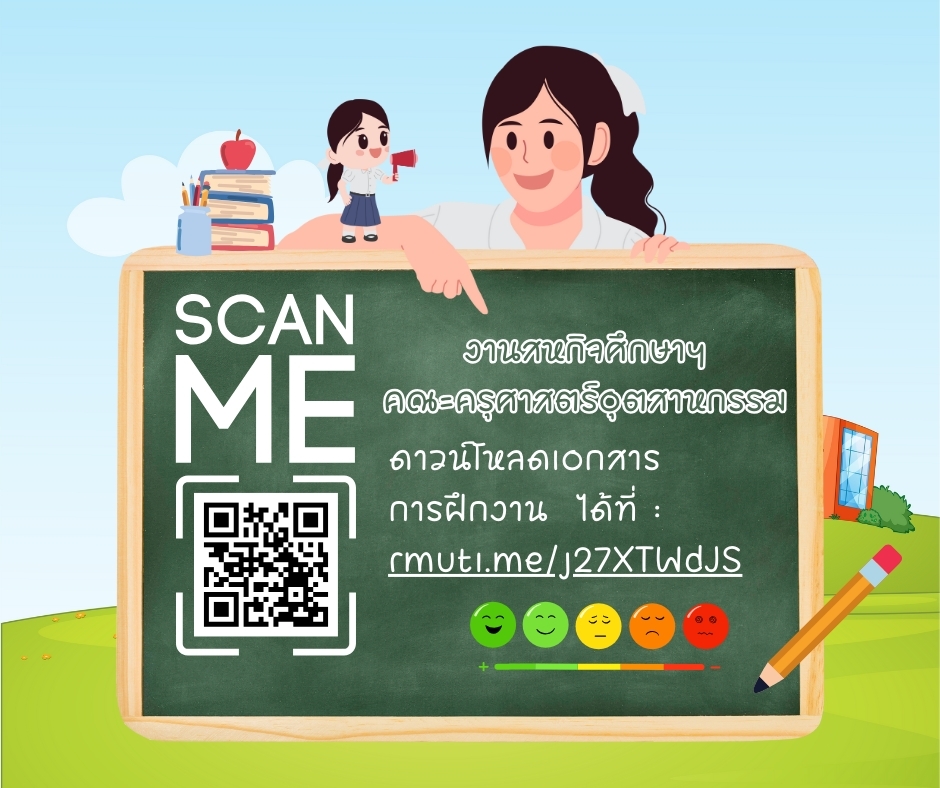 SCAN
ME
งานสหกิจศึกษาฯ
คณะครุศาสตร์อุตสาหกรรม
ดาวน์โหลดเอกสาร
การฝึกงาน ได้ที่ :
rmuti.me/j27XTWdJS
+ −